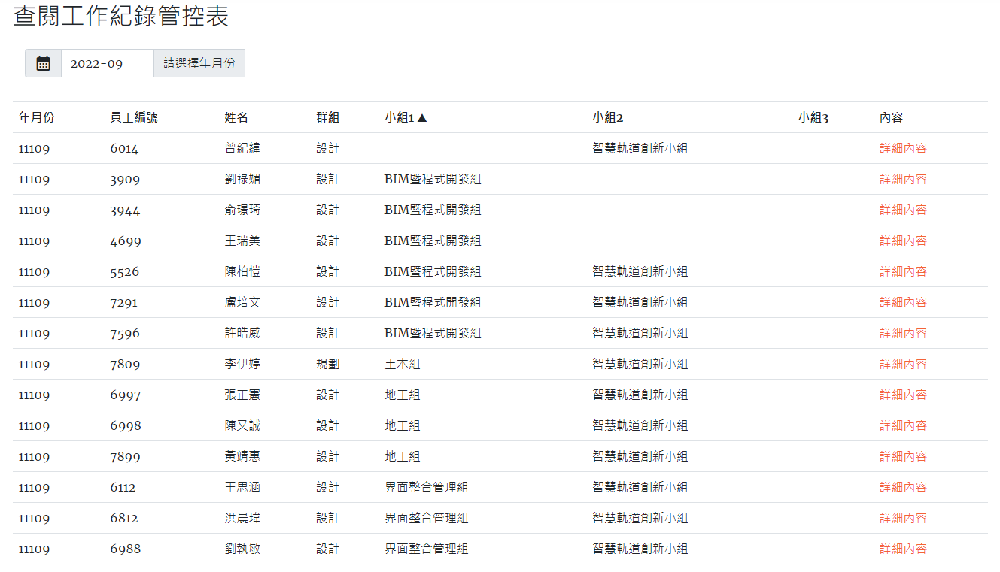 查閱工作紀錄管控表
2022-09 請選擇年月份
年月份 員工編號 姓名 群組 小組1▲ 小組2 小組3 內容
11109 6014 曾紀緯 設計 智慧軌道創新小組 詳細內容
11109 3909 劉祿媚 設計 BIM暨程式開發組 詳細內容
11109 3944 俞璟琦 設計 BIM暨程式開發組 詳細內容
11109 4699 王瑞美 設計 BIM暨程式開發組 詳細內容
11109 5526 陳柏愷 設計 BIM暨程式開發組 智慧軌道創新小組 詳細內容
11109 7291 盧培文 設計 BIM暨程式開發組 智慧軌道創新小組 詳細內容
11109 7596 許皓威 設計 BIM暨程式開發組 智慧軌道創新小組 詳細內容
11109 7809 李伊婷 規劃 土木組 智慧軌道創新小組 詳細內容
11109 6997 張正憲 設計 地工組 智慧軌道創新小組 詳細內容
11109 6998 陳又誠 設計 地工組 智慧軌道創新小組 詳細內容
11109 7899 黃靖惠 設計 地工組 智慧軌道創新小組 詳細內容
11109 6112 王思涵 設計 界面整合管理組 智慧軌道創新小組 詳細內容
11109 6812 洪晨瑋 設計 界面整合管理組 智慧軌道創新小組 詳細內容
11109 6988 劉執敏 設計 界面整合管理組 智慧軌道創新小組 詳細內容